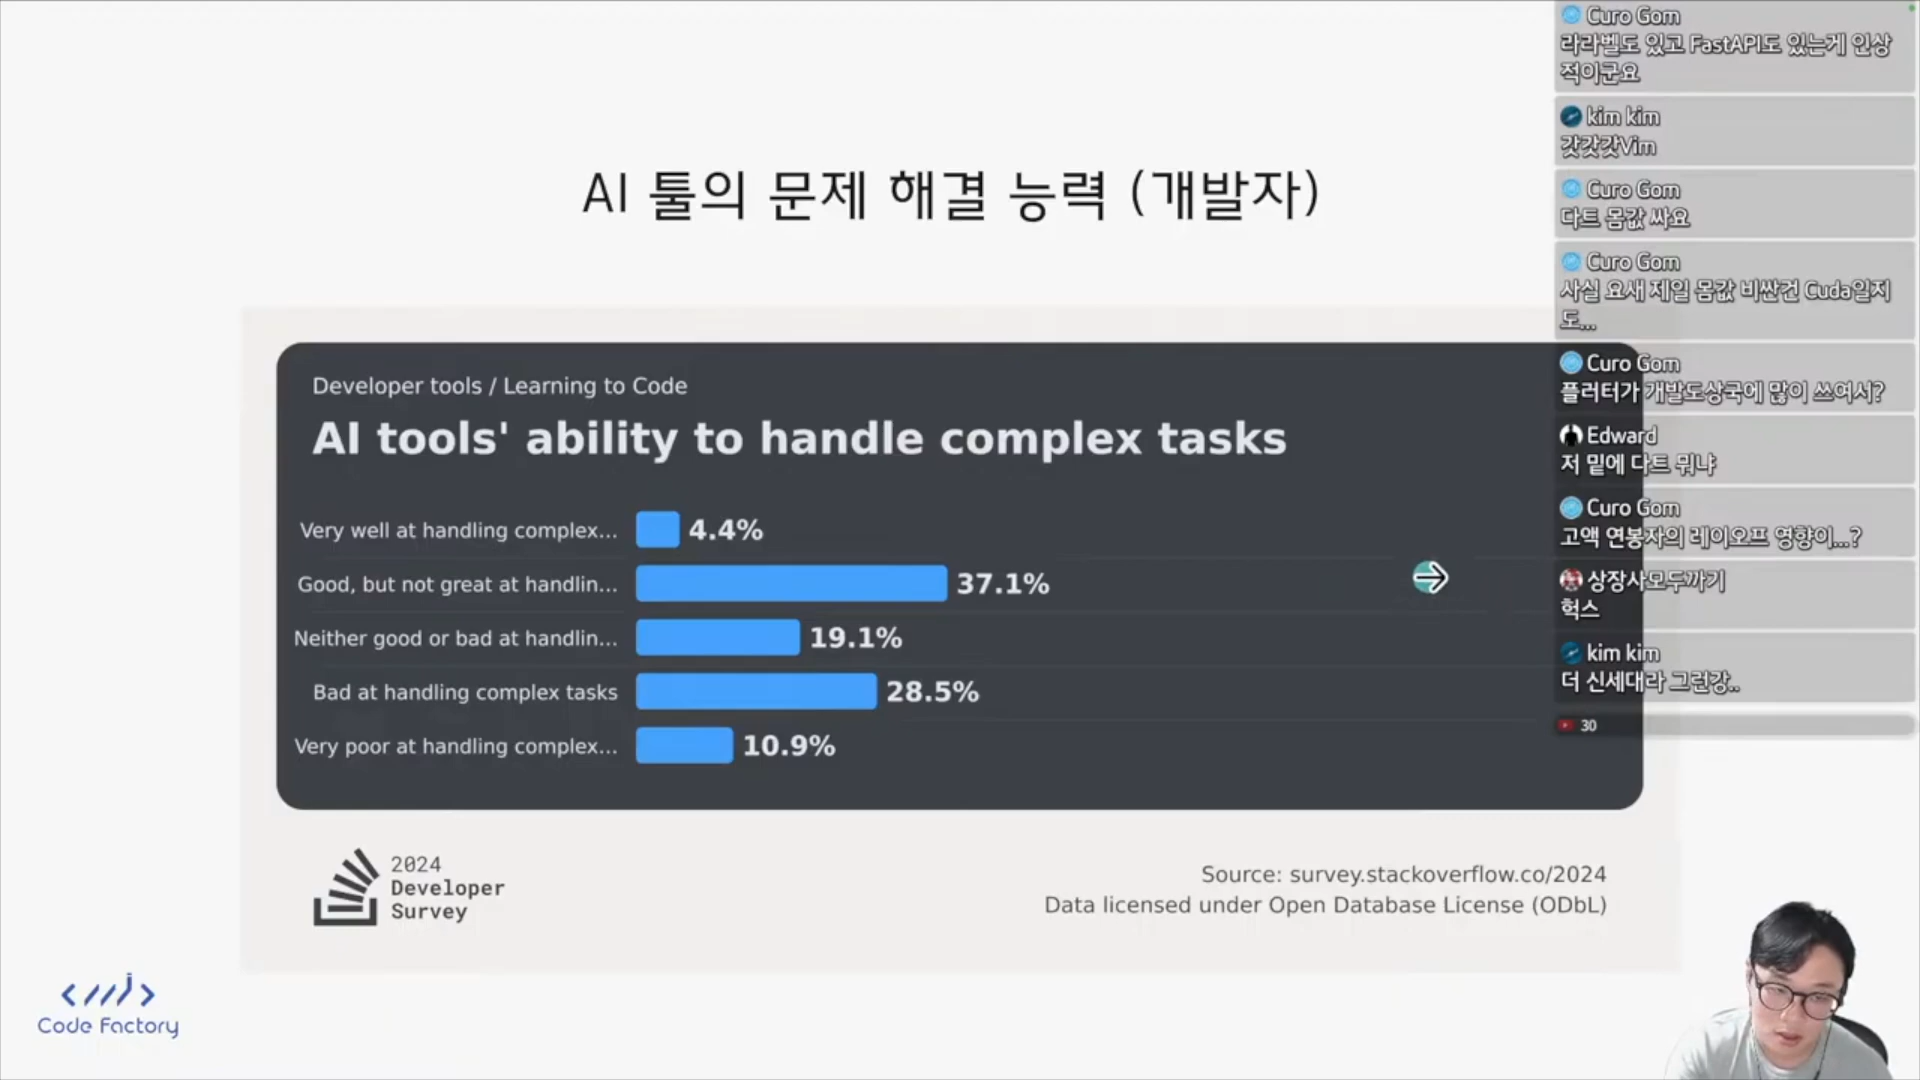 AI 툴의 문제 해결 능력 (개발자)
Developer tools / Learning to Code
AI tools' ability to handle complex tasks
Very well at handling complex... 4.4%
Good, but not great at handlin... 37.1%
Neither good or bad at handlin... 19.1%
Bad at handling complex tasks 28.5%
Very poor at handling complex... 10.9%
2024
Developer
Survey
Source: survey.stackoverflow.co/2024
Data licensed under Open Database License (ODbL)
Code Factory
Curo Gom
라라벨도 있고 FastAPI도 있는게 인상
적이군요
kim kim
갓갓갓Vim
Curo Gom
다트 몸값 싸요
Curo Gom
사실 요새 제일 몸값 비싼건 Cuda일지
도...
Curo Gom
플러터가 개발도상국에 많이 쓰여서?
Edward
저 밑에 다트 뭐냐
Curo Gom
고액 연봉자의 레이오프 영향이...?
상장사모두까기
헉스
kim kim
더 신세대라 그런강..
30